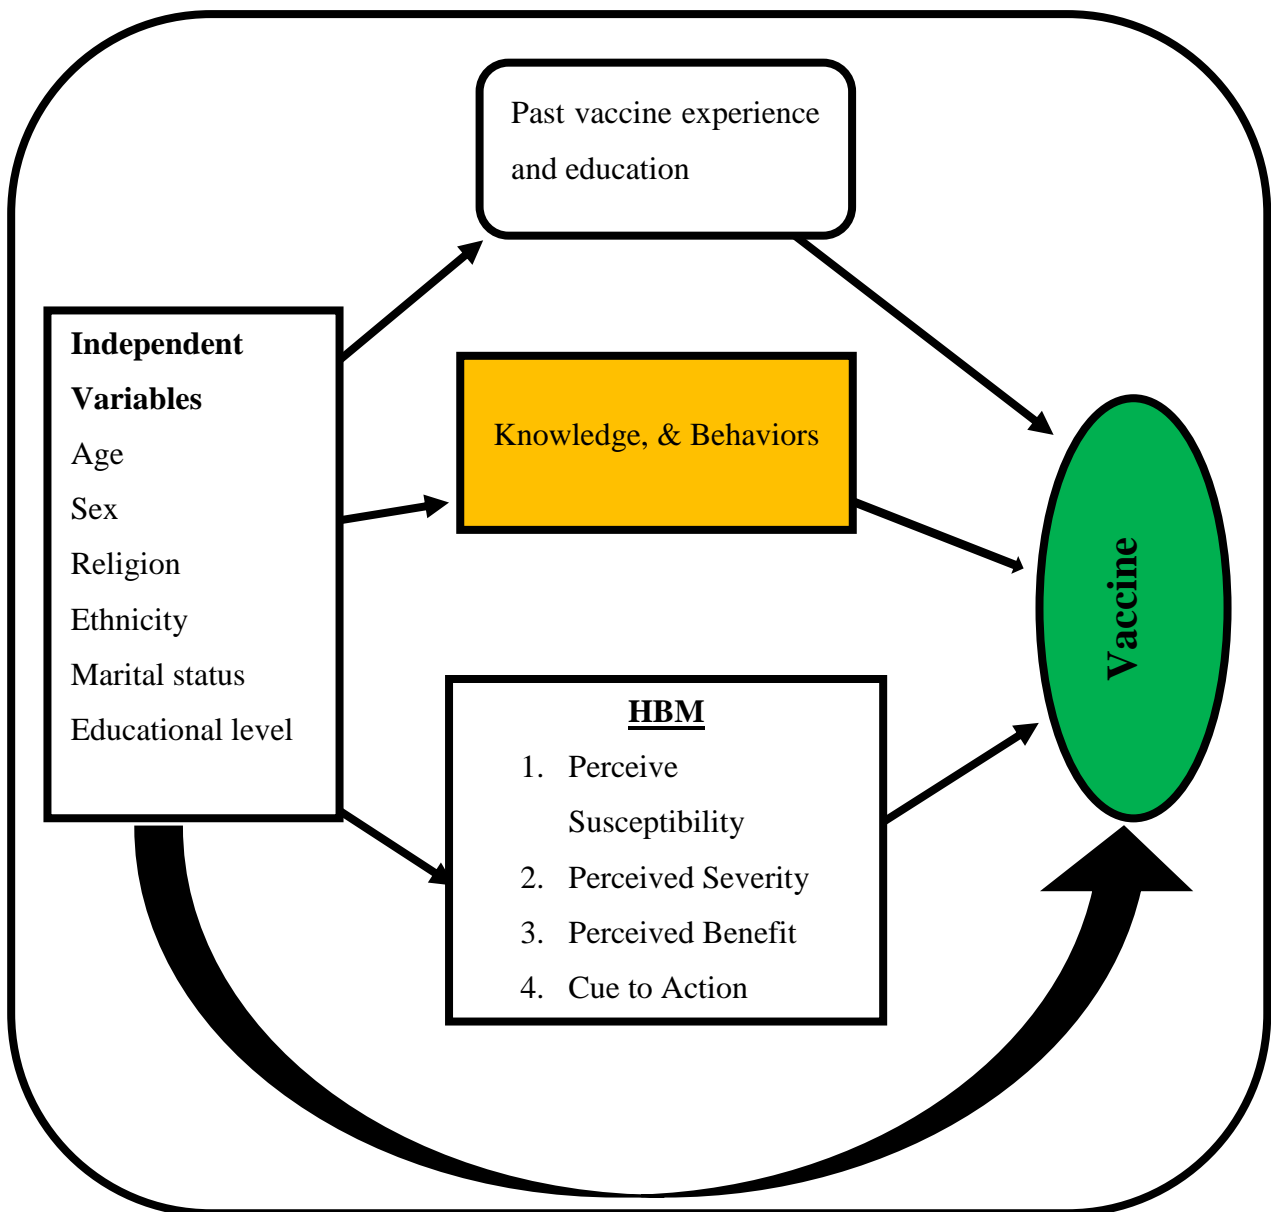 Past vaccine experience
and education
Independent
Variables
Age
Sex
Religion
Ethnicity
Marital status
Educational level
Knowledge, & Behaviors
HBM
1. Perceive
Susceptibility
2. Perceived Severity
3. Perceived Benefit
4. Cue to Action
Vaccine